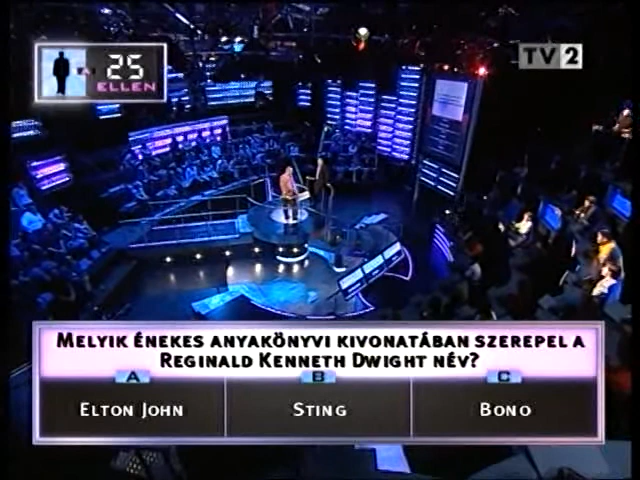 25
ELLEN
TV2
MELYIK ÉNEKES ANYAKÖNYVI KIVONATÁBAN SZEREPEL A
REGINALD KENNETH DWIGHT NÉV?
A
B
C
ELTON JOHN
STING
BONO